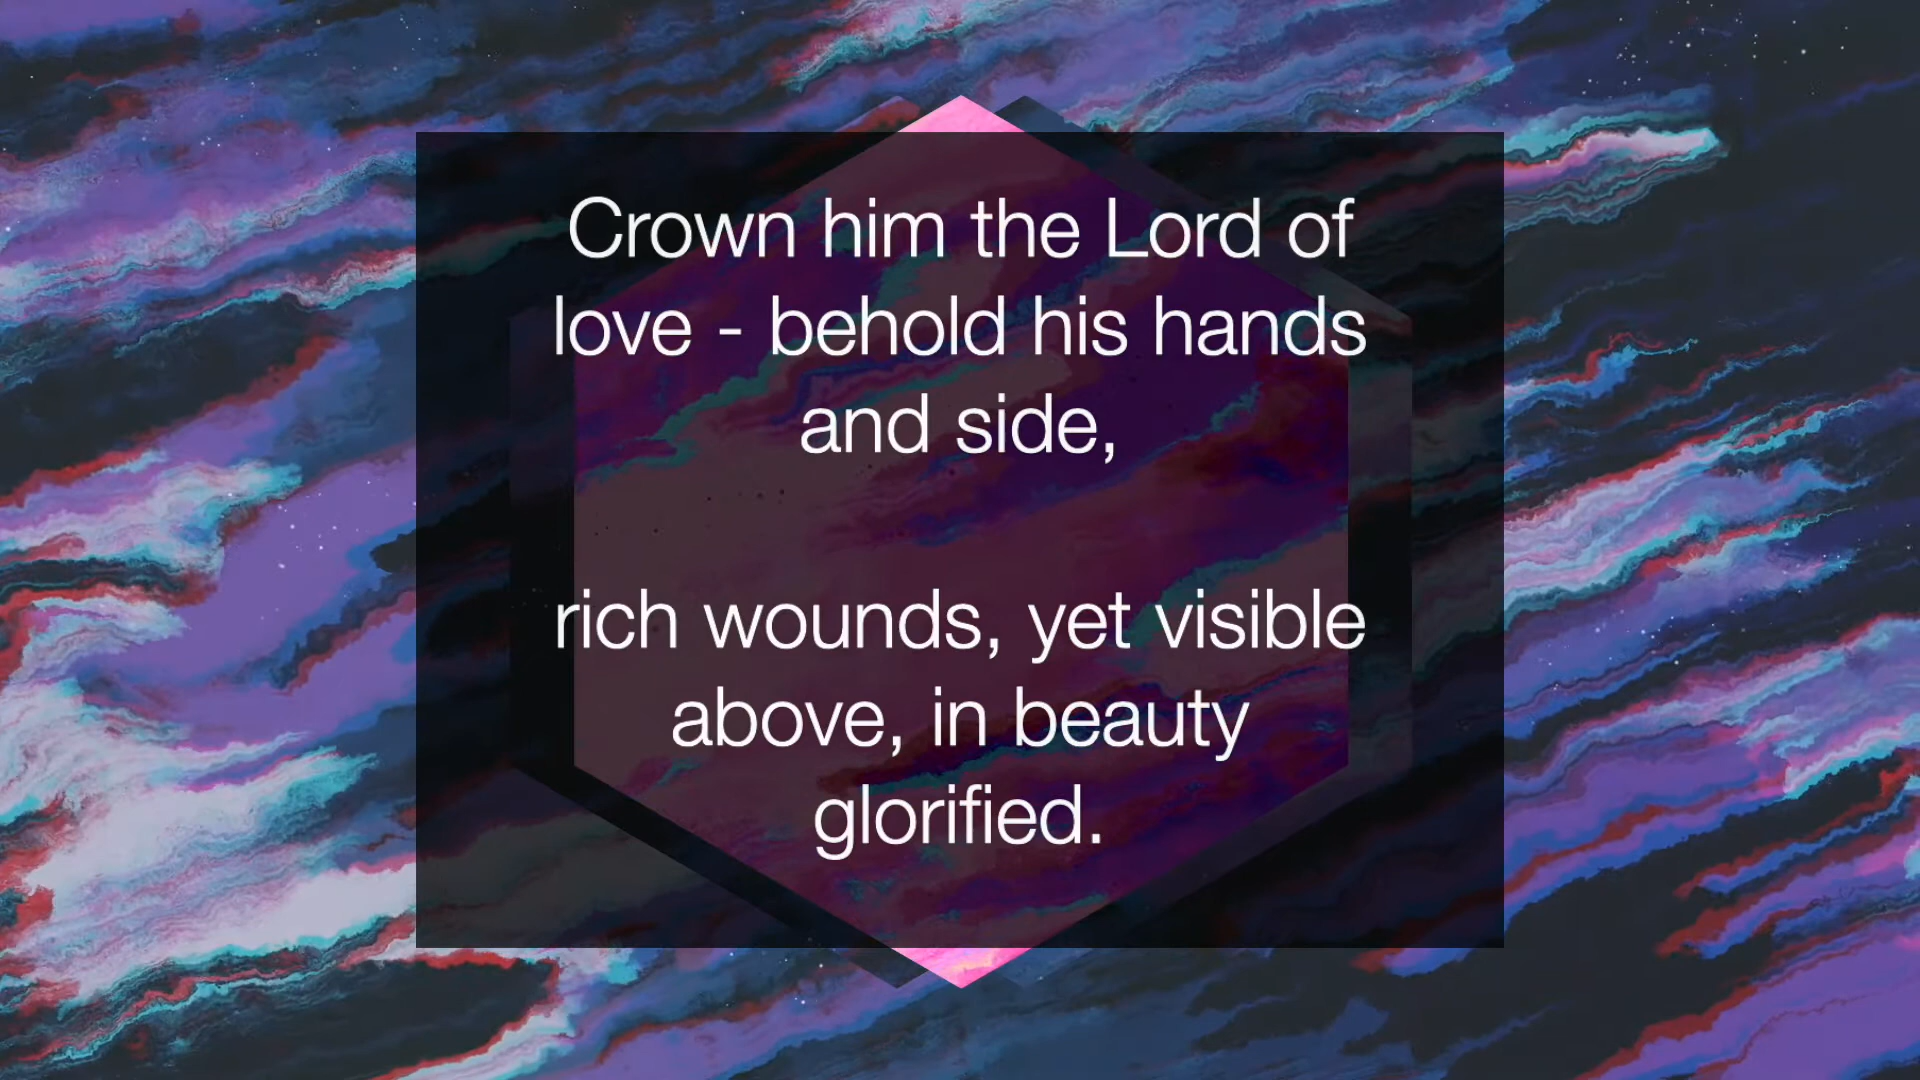 Crown him the Lord of
love - behold his hands
and side,
rich wounds, yet visible
above, in beauty
glorified.